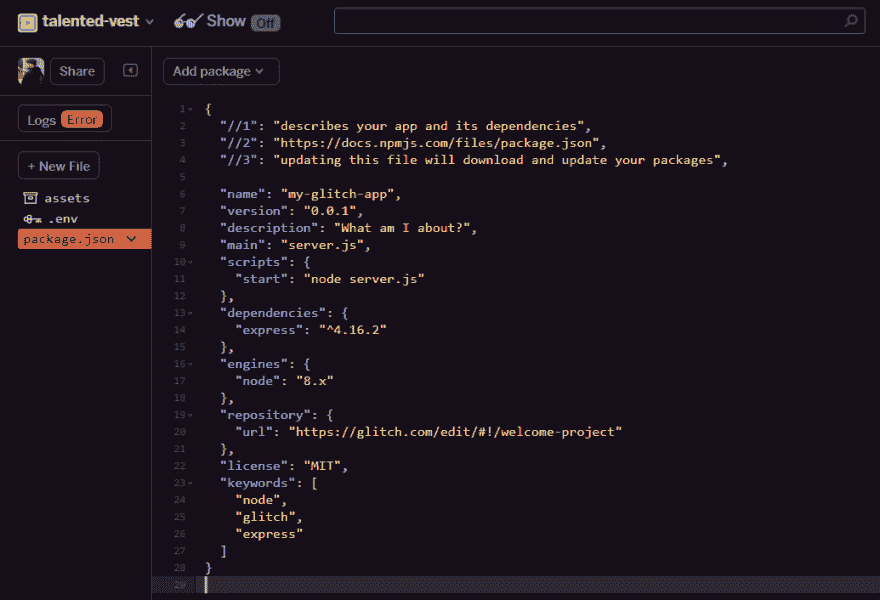 talented-vest Show Off
Share
Add package
Logs Error
+ New File
assets
.env
package.json
1 {
2 "//1": "describes your app and its dependencies",
3 "//2": "https://docs.npmjs.com/files/package.json",
4 "//3": "updating this file will download and update your packages",
5
6 "name": "my-glitch-app",
7 "version": "0.0.1",
8 "description": "What am I about?",
9 "main": "server.js",
10 "scripts": {
11 "start": "node server.js"
12 },
13 "dependencies": {
14 "express": "^4.16.2"
15 },
16 "engines": {
17 "node": "8.x"
18 },
19 "repository": {
20 "url": "https://glitch.com/edit/#!/welcome-project"
21 },
22 "license": "MIT",
23 "keywords": [
24 "node",
25 "glitch",
26 "express"
27 ]
28 }
29